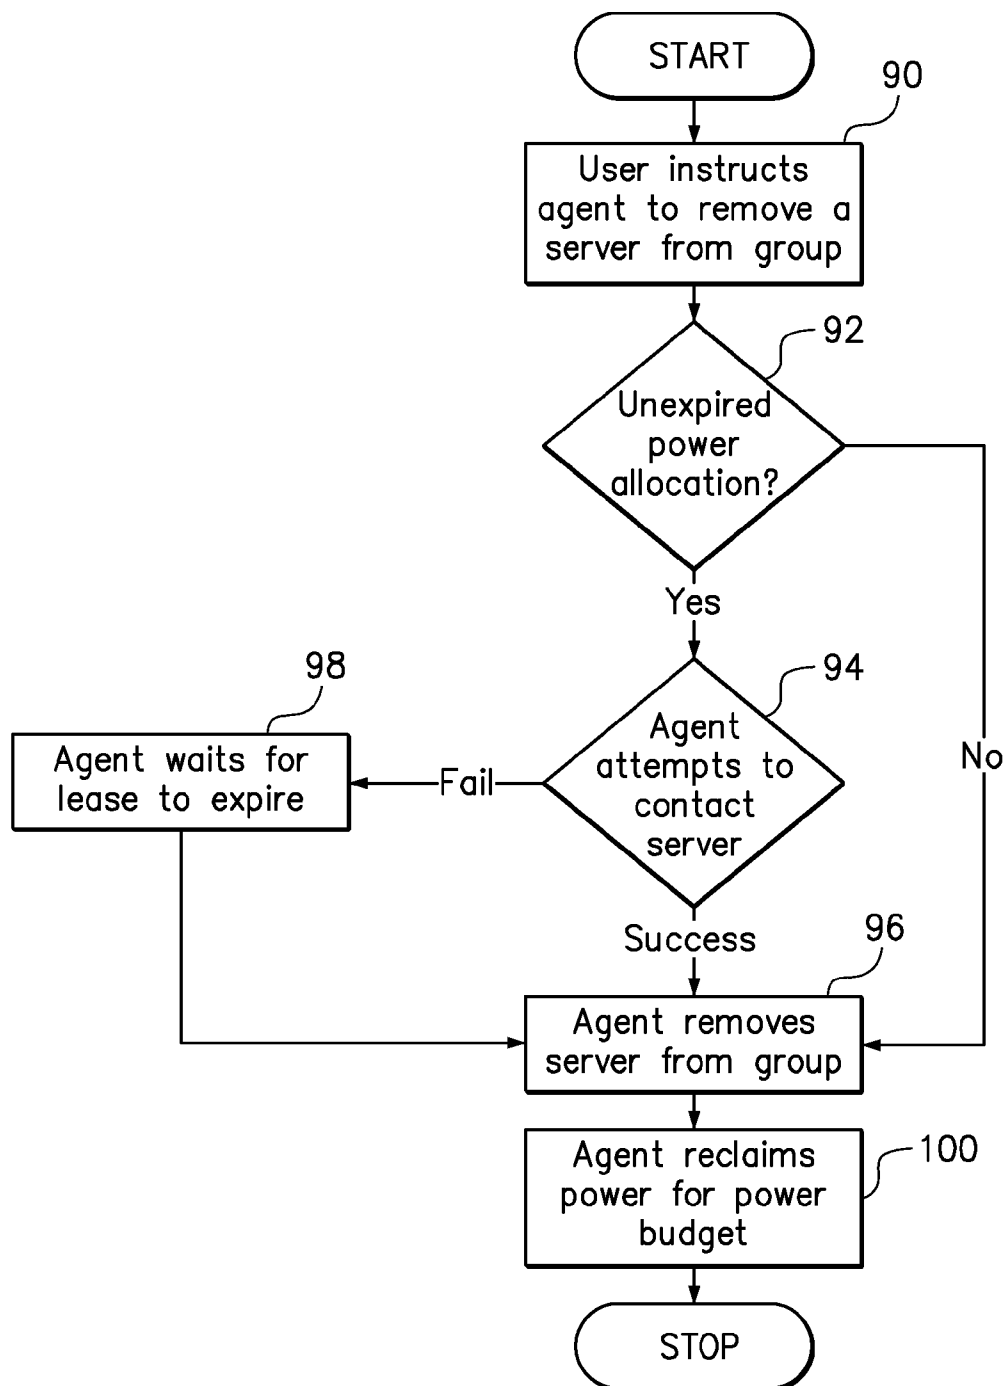 START
90
User instructs
agent to remove a
server from group
92
Unexpired
power
allocation?
Yes
No
94
Agent
attempts to
contact
server
Fail
98
Agent waits for
lease to expire
Success
96
Agent removes
server from group
Agent reclaims
power for power
budget
100
STOP